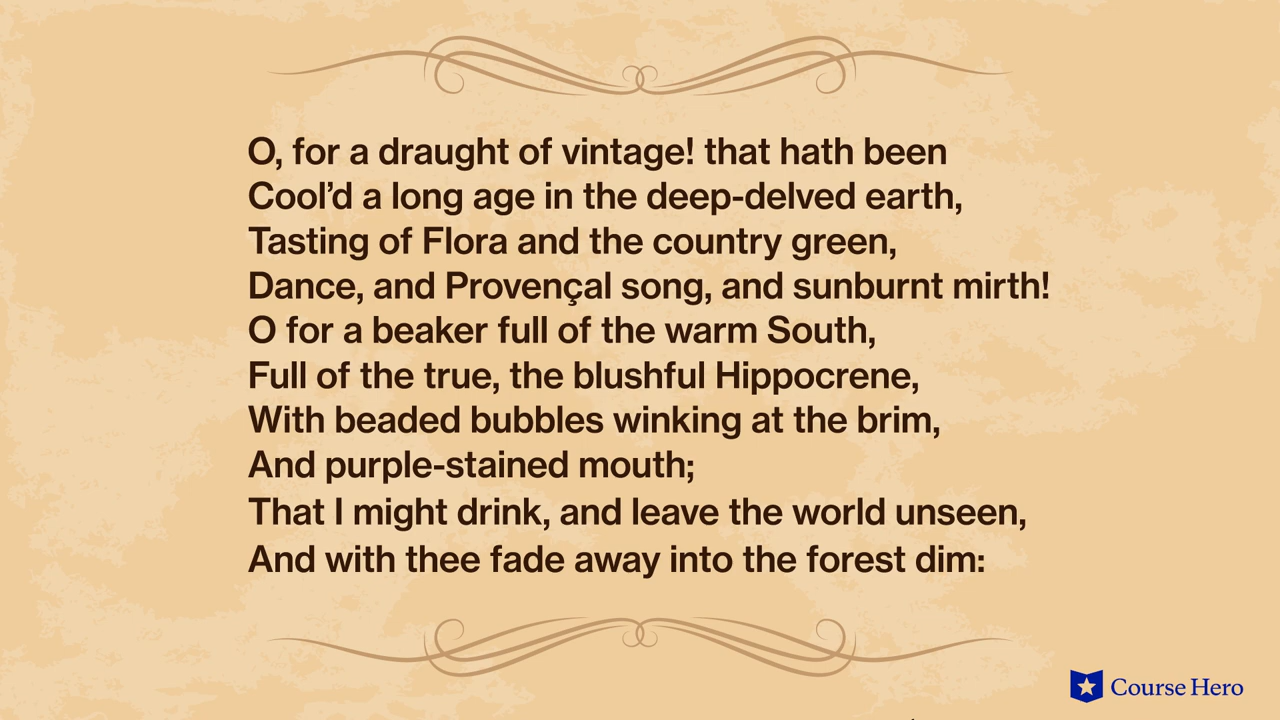 O, for a draught of vintage! that hath been
Cool’d a long age in the deep-delved earth,
Tasting of Flora and the country green,
Dance, and Provençal song, and sunburnt mirth!
O for a beaker full of the warm South,
Full of the true, the blushful Hippocrene,
With beaded bubbles winking at the brim,
And purple-stained mouth;
That I might drink, and leave the world unseen,
And with thee fade away into the forest dim:
Course Hero